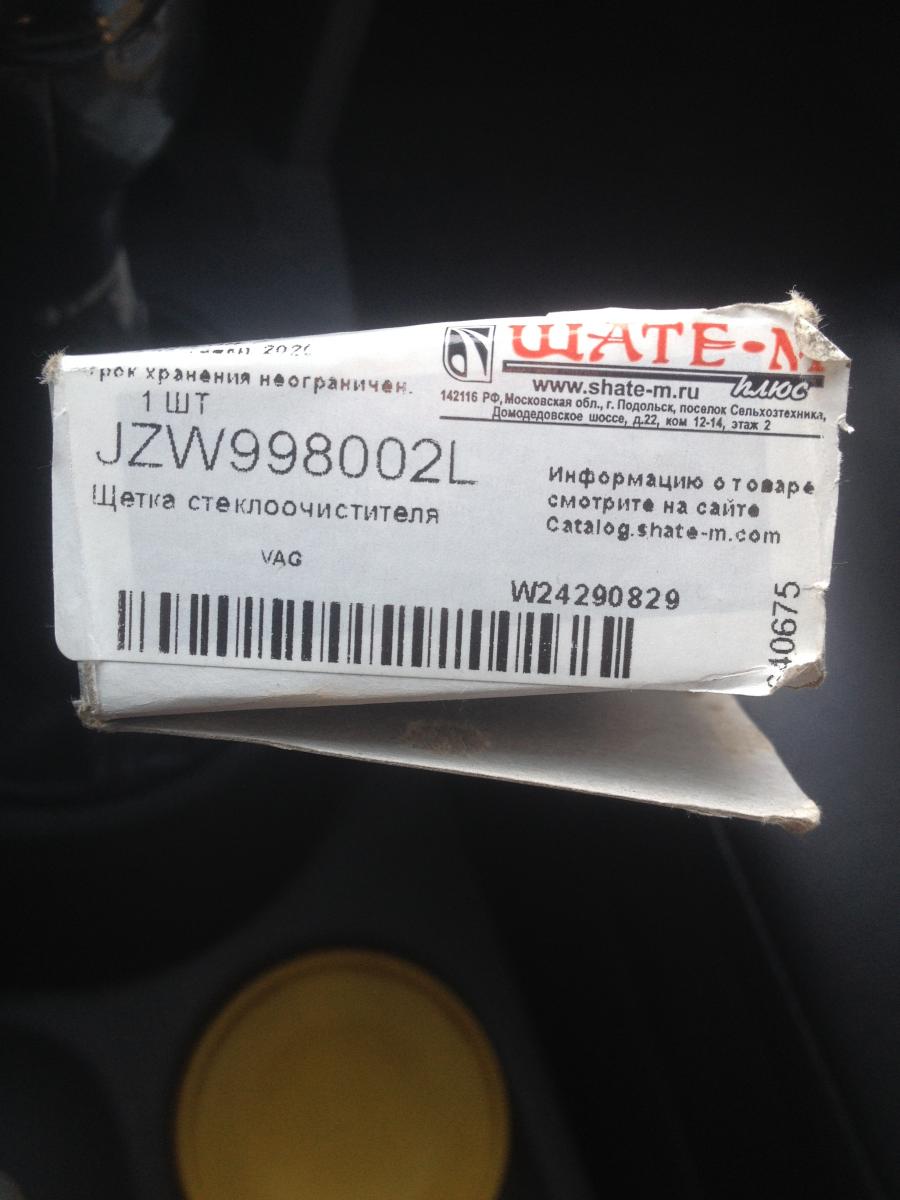 2020
Срок хранения неограничен.
1 ШТ
JZW998002L
Щетка стеклоочистителя
VAG
ШАТЕ-М
плюс
www.shate-m.ru
142116 РФ, Московская обл., г. Подольск, поселок Сельхозтехника,
Домодедовское шоссе, д.22, ком 12-14, этаж 2
Информацию о товаре
смотрите на сайте
Catalog.shate-m.com
W24290829
40675